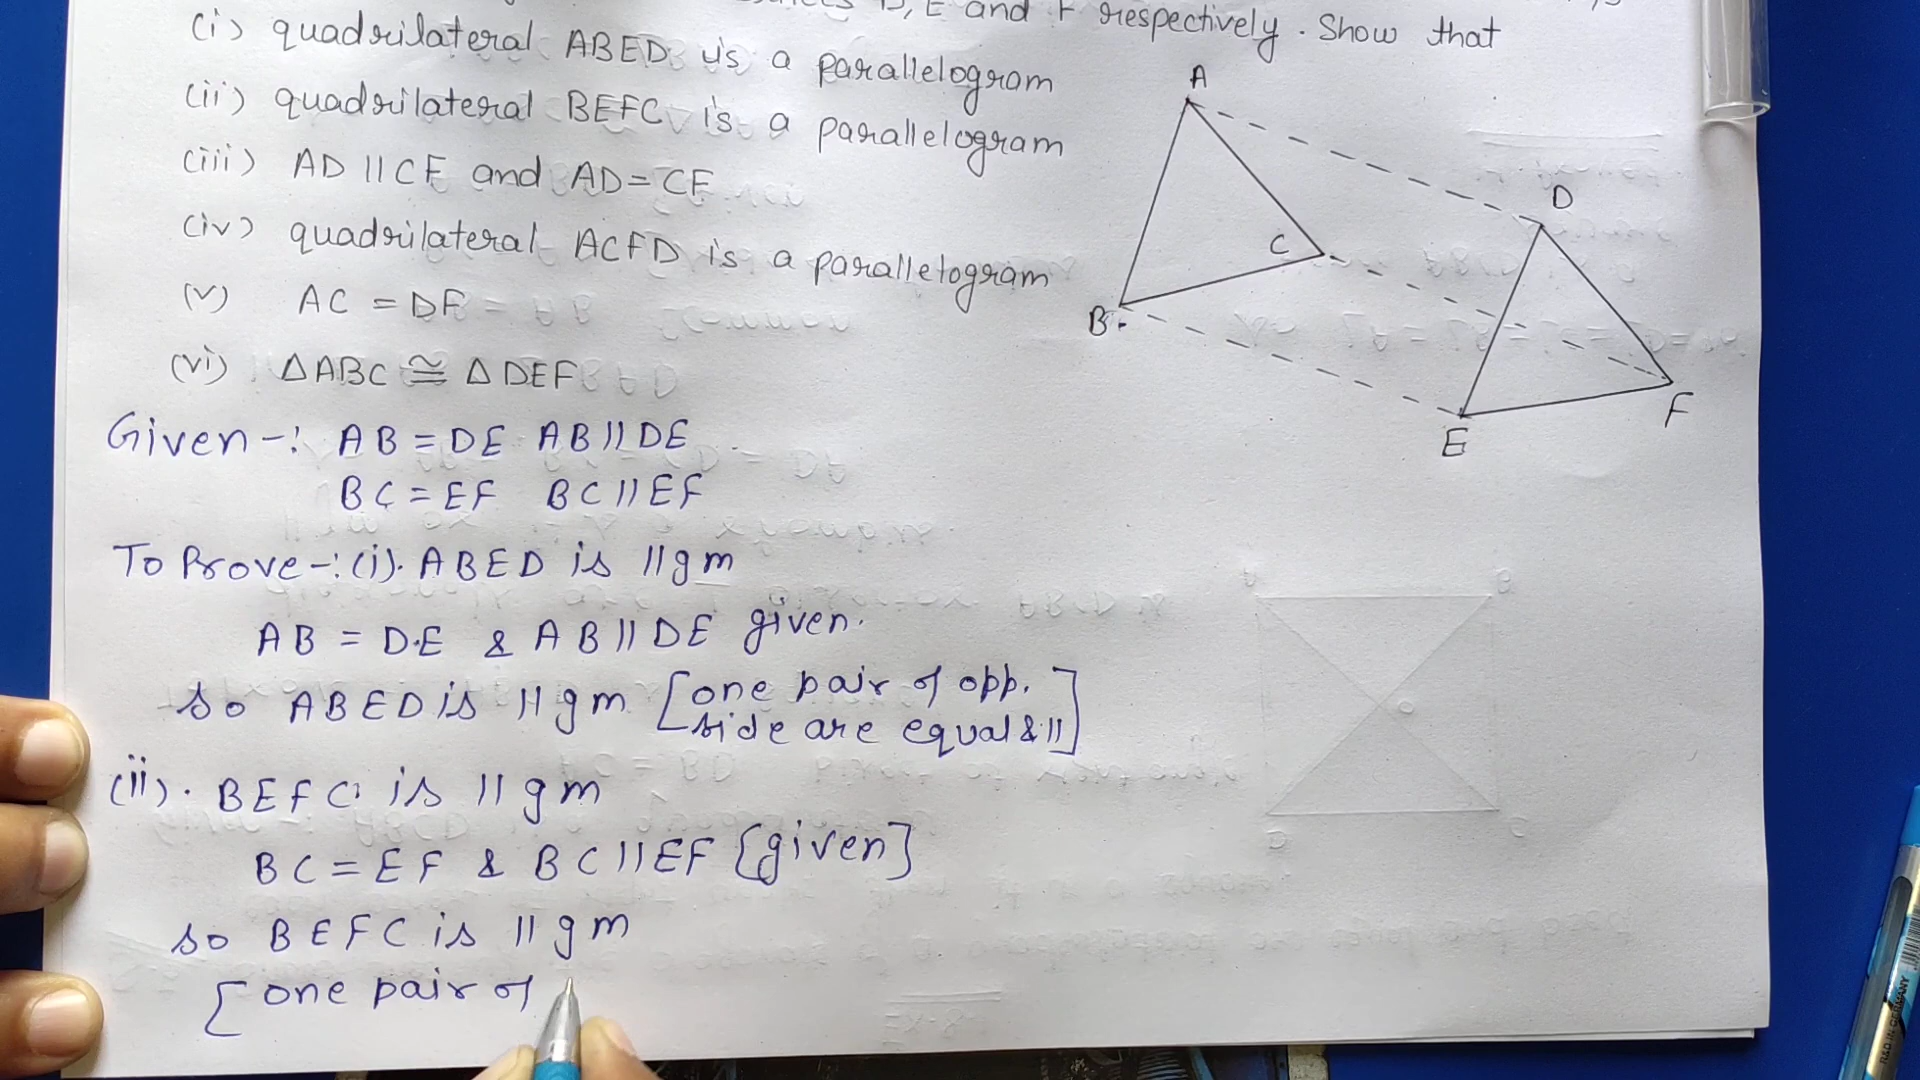 D, E and F respectively. Show that
(i) quadrilateral ABED is a parallelogram
(ii) quadrilateral BEFC is a parallelogram
(iii) AD || CF and AD = CF
(iv) quadrilateral ACFD is a parallelogram
(v) AC = DF
(vi) △ABC ≅ △DEF
A
D
C
B
F
E
Given -: AB = DE AB || DE
BC = EF BC || EF
To Prove -: (i). ABED is ||gm
AB = D.E & AB || DE given.
so ABED is ||gm [one pair of opp.
side are equal & ||]
(ii). BEFC is ||gm
BC = EF & BC || EF [given]
so BEFC is ||gm
[one pair of